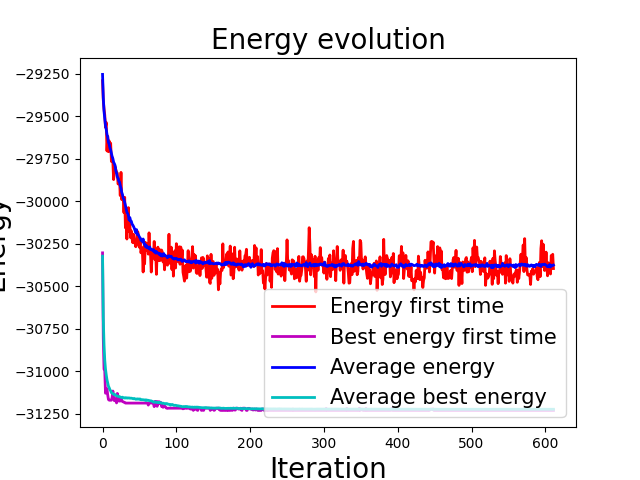 Energy evolution
Energy
−29250
−29500
−29750
−30000
−30250
−30500
−30750
−31000
−31250
Energy first time
Best energy first time
Average energy
Average best energy
0 100 200 300 400 500 600
Iteration